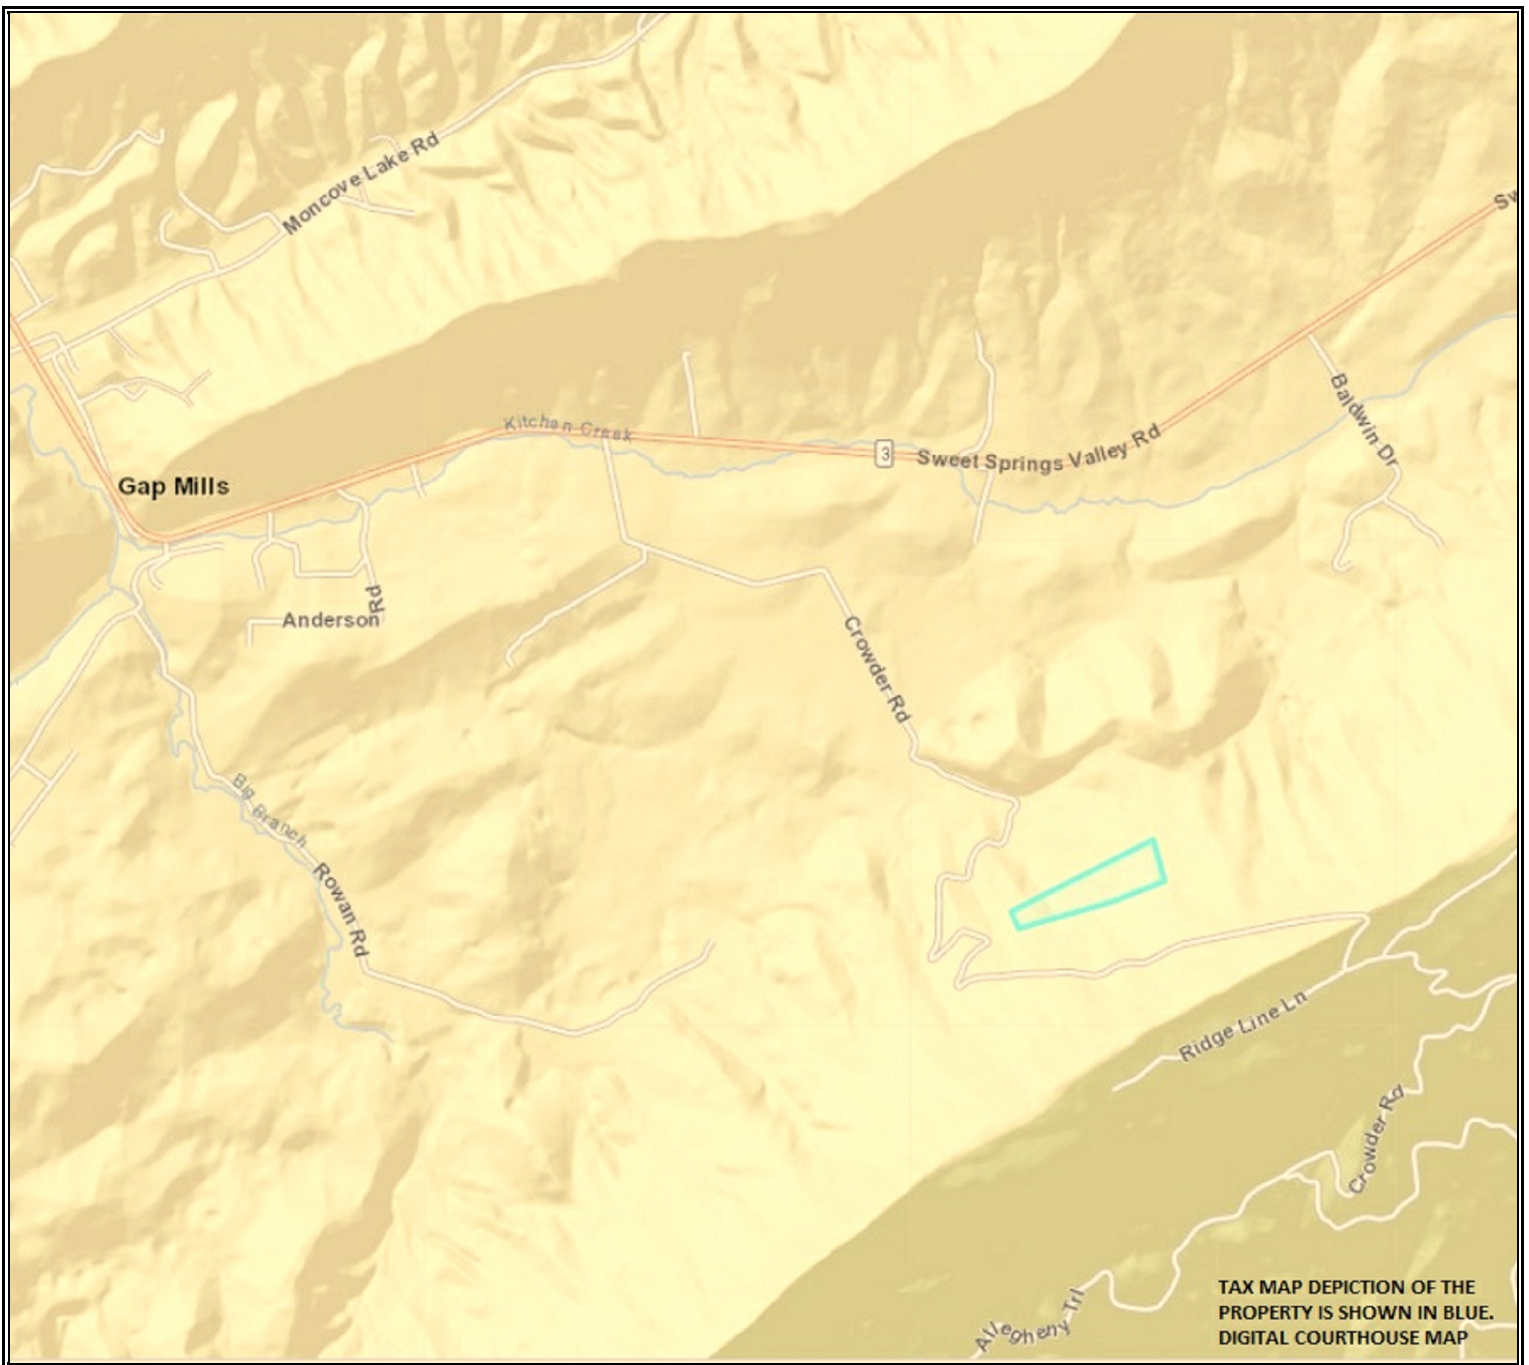 Moncove Lake Rd
Sw
Kitchen Creek
3
Sweet Springs Valley Rd
Baldwin Dr
Gap Mills
Anderson Rd
Crowder Rd
Big Branch
Rowan Rd
Ridge Line Ln
Crowder Rd
Allegheny Trl
TAX MAP DEPICTION OF THE
PROPERTY IS SHOWN IN BLUE.
DIGITAL COURTHOUSE MAP